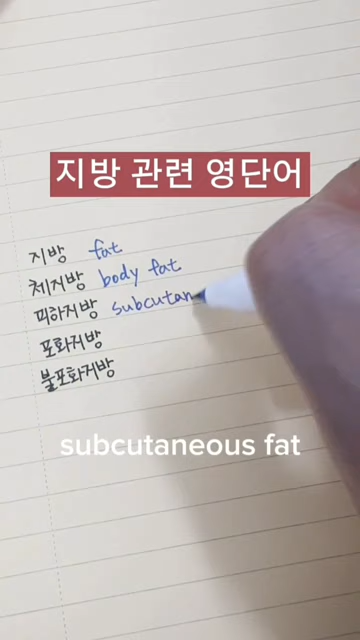 지방 관련 영단어
지방 fat
체지방 body fat
피하지방 subcutan
포화지방
불포화지방
subcutaneous fat